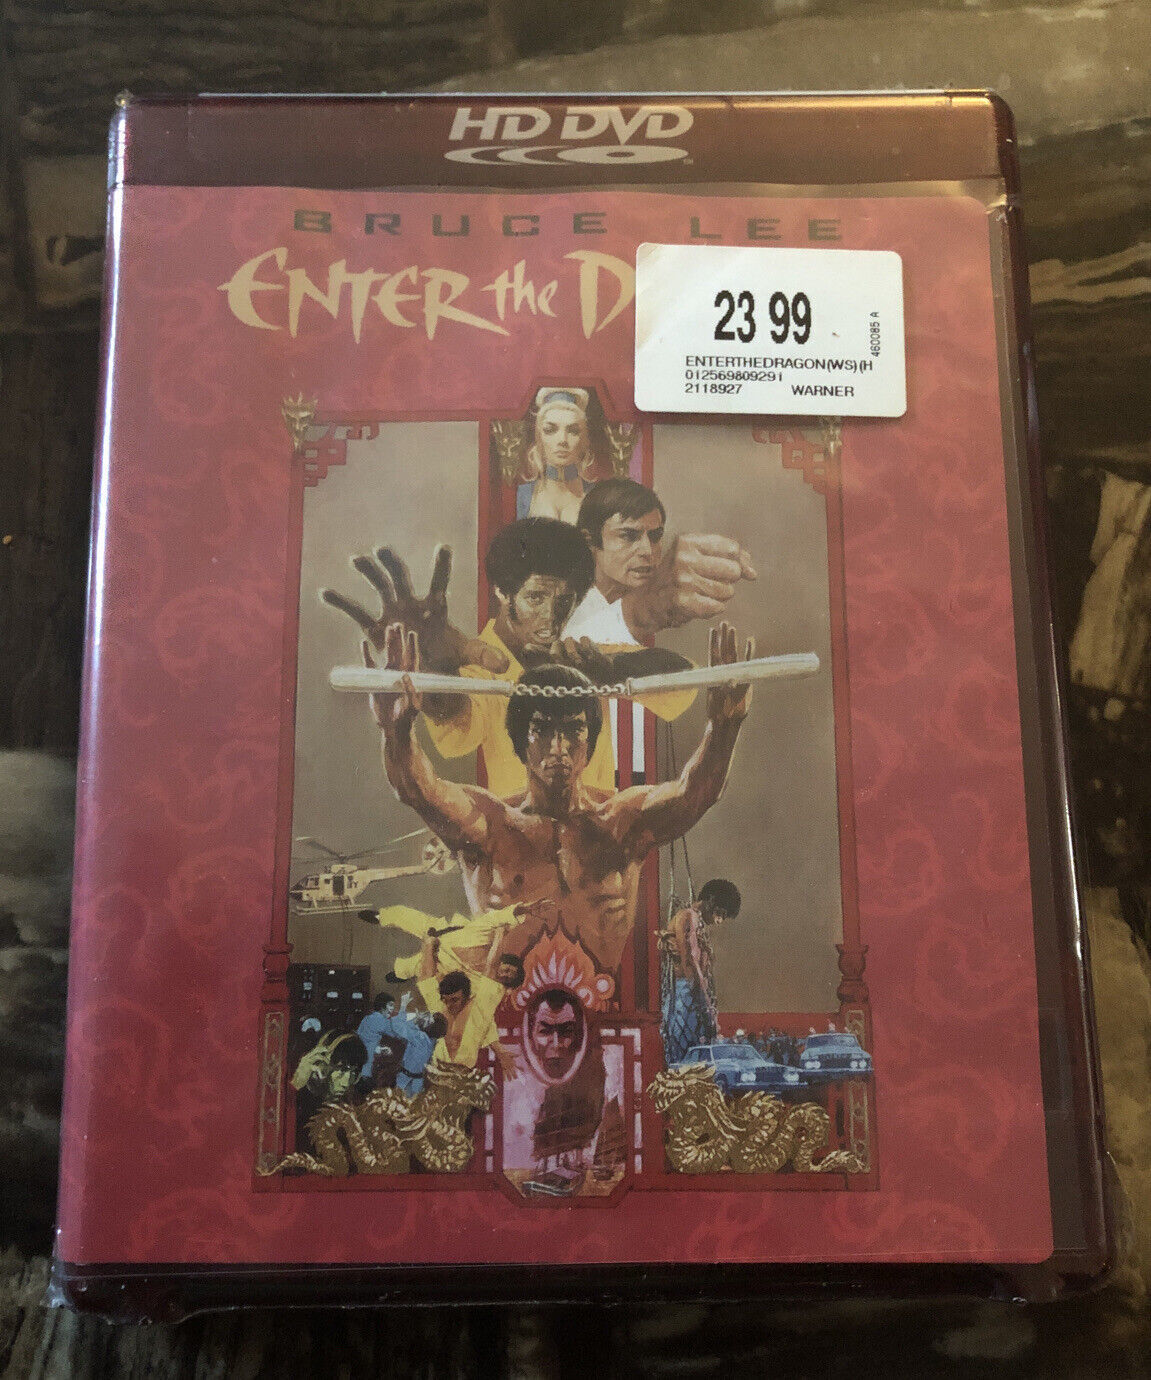 HD DVD
BRUCE LEE
ENTER the D
23 99
460085 A
ENTERTHEDRAGON(WS)(H
012569809291
2118927 WARNER